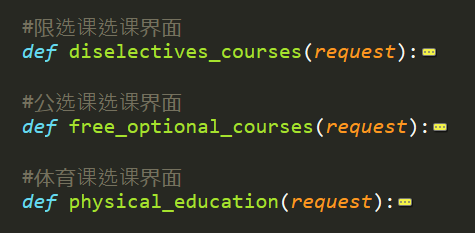 #限选课选课界面
def diselectives_courses(request):
#公选课选课界面
def free_optional_courses(request):
#体育课选课界面
def physical_education(request):